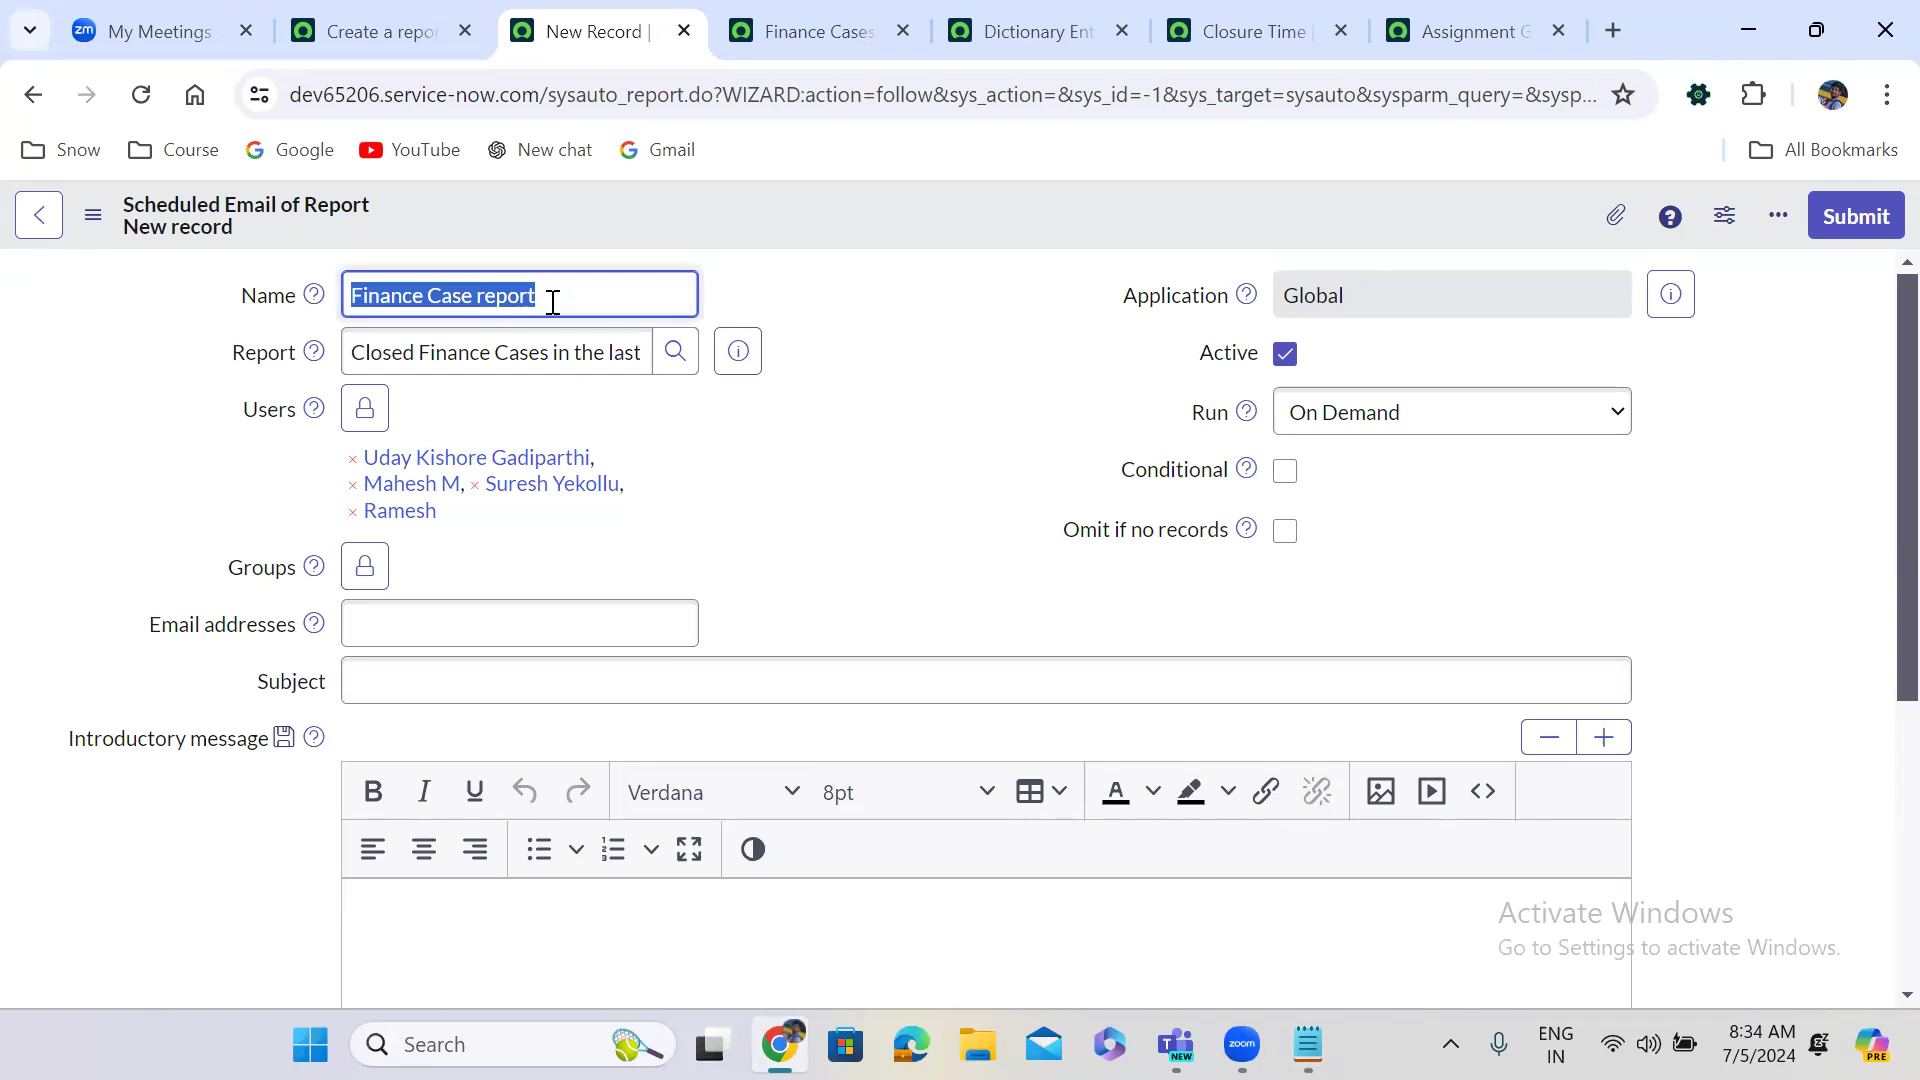 zm My Meetings
Create a repo
New Record |
Finance Cases
Dictionary Ent
Closure Time |
Assignment G
dev65206.service-now.com/sysauto_report.do?WIZARD:action=follow&sys_action=&sys_id=-1&sys_target=sysauto&sysparm_query=&sysp...
Snow
Course
Google
YouTube
New chat
Gmail
All Bookmarks
Scheduled Email of Report
New record
Submit
Name
Finance Case report
Application
Global
Report
Closed Finance Cases in the last
Active
Users
Run
On Demand
× Uday Kishore Gadiparthi,
× Mahesh M, × Suresh Yekollu,
× Ramesh
Conditional
Omit if no records
Groups
Email addresses
Subject
Introductory message
B I U Verdana 8pt A
Activate Windows
Go to Settings to activate Windows.
Search
NEW
zoom
ENG
IN
8:34 AM
7/5/2024
PRE